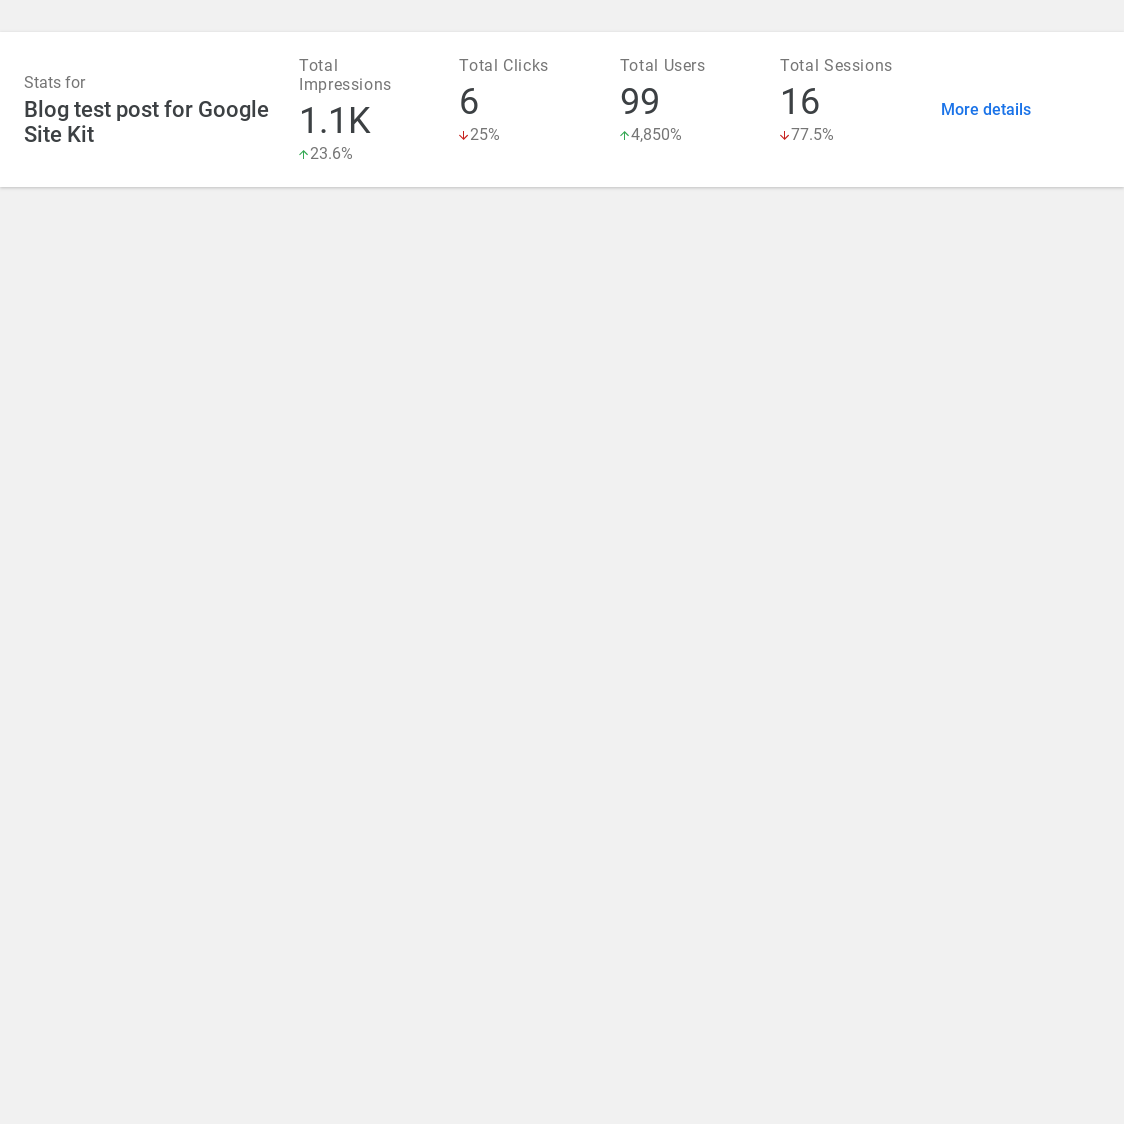 Stats for
Blog test post for Google
Site Kit
Total
Impressions
1.1K
23.6%
Total Clicks
6
25%
Total Users
99
4,850%
Total Sessions
16
77.5%
More details